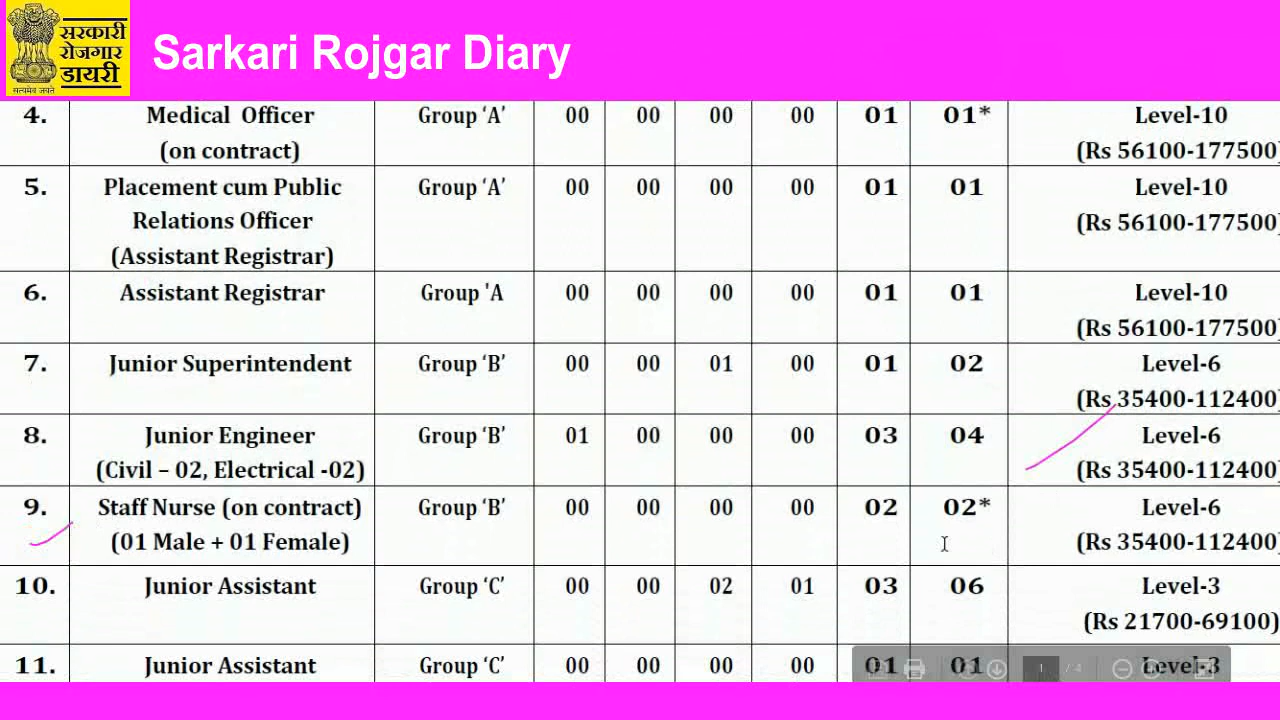 सरकारी
रोजगार
डायरी
सत्यमेव जयते
Sarkari Rojgar Diary
4. Medical Officer Group ‘A’ 00 00 00 00 01 01* Level-10
(on contract) (Rs 56100-177500)
5. Placement cum Public Group ‘A’ 00 00 00 00 01 01 Level-10
Relations Officer (Rs 56100-177500)
(Assistant Registrar)
6. Assistant Registrar Group 'A 00 00 00 00 01 01 Level-10
(Rs 56100-177500)
7. Junior Superintendent Group ‘B’ 00 00 01 00 01 02 Level-6
(Rs 35400-112400)
8. Junior Engineer Group ‘B’ 01 00 00 00 03 04 Level-6
(Civil – 02, Electrical -02) (Rs 35400-112400)
9. Staff Nurse (on contract) Group ‘B’ 00 00 00 00 02 02* Level-6
(01 Male + 01 Female) (Rs 35400-112400)
10. Junior Assistant Group ‘C’ 00 00 02 01 03 06 Level-3
(Rs 21700-69100)
11. Junior Assistant Group ‘C’ 00 00 00 00 01 01 Level-3
1 / 4